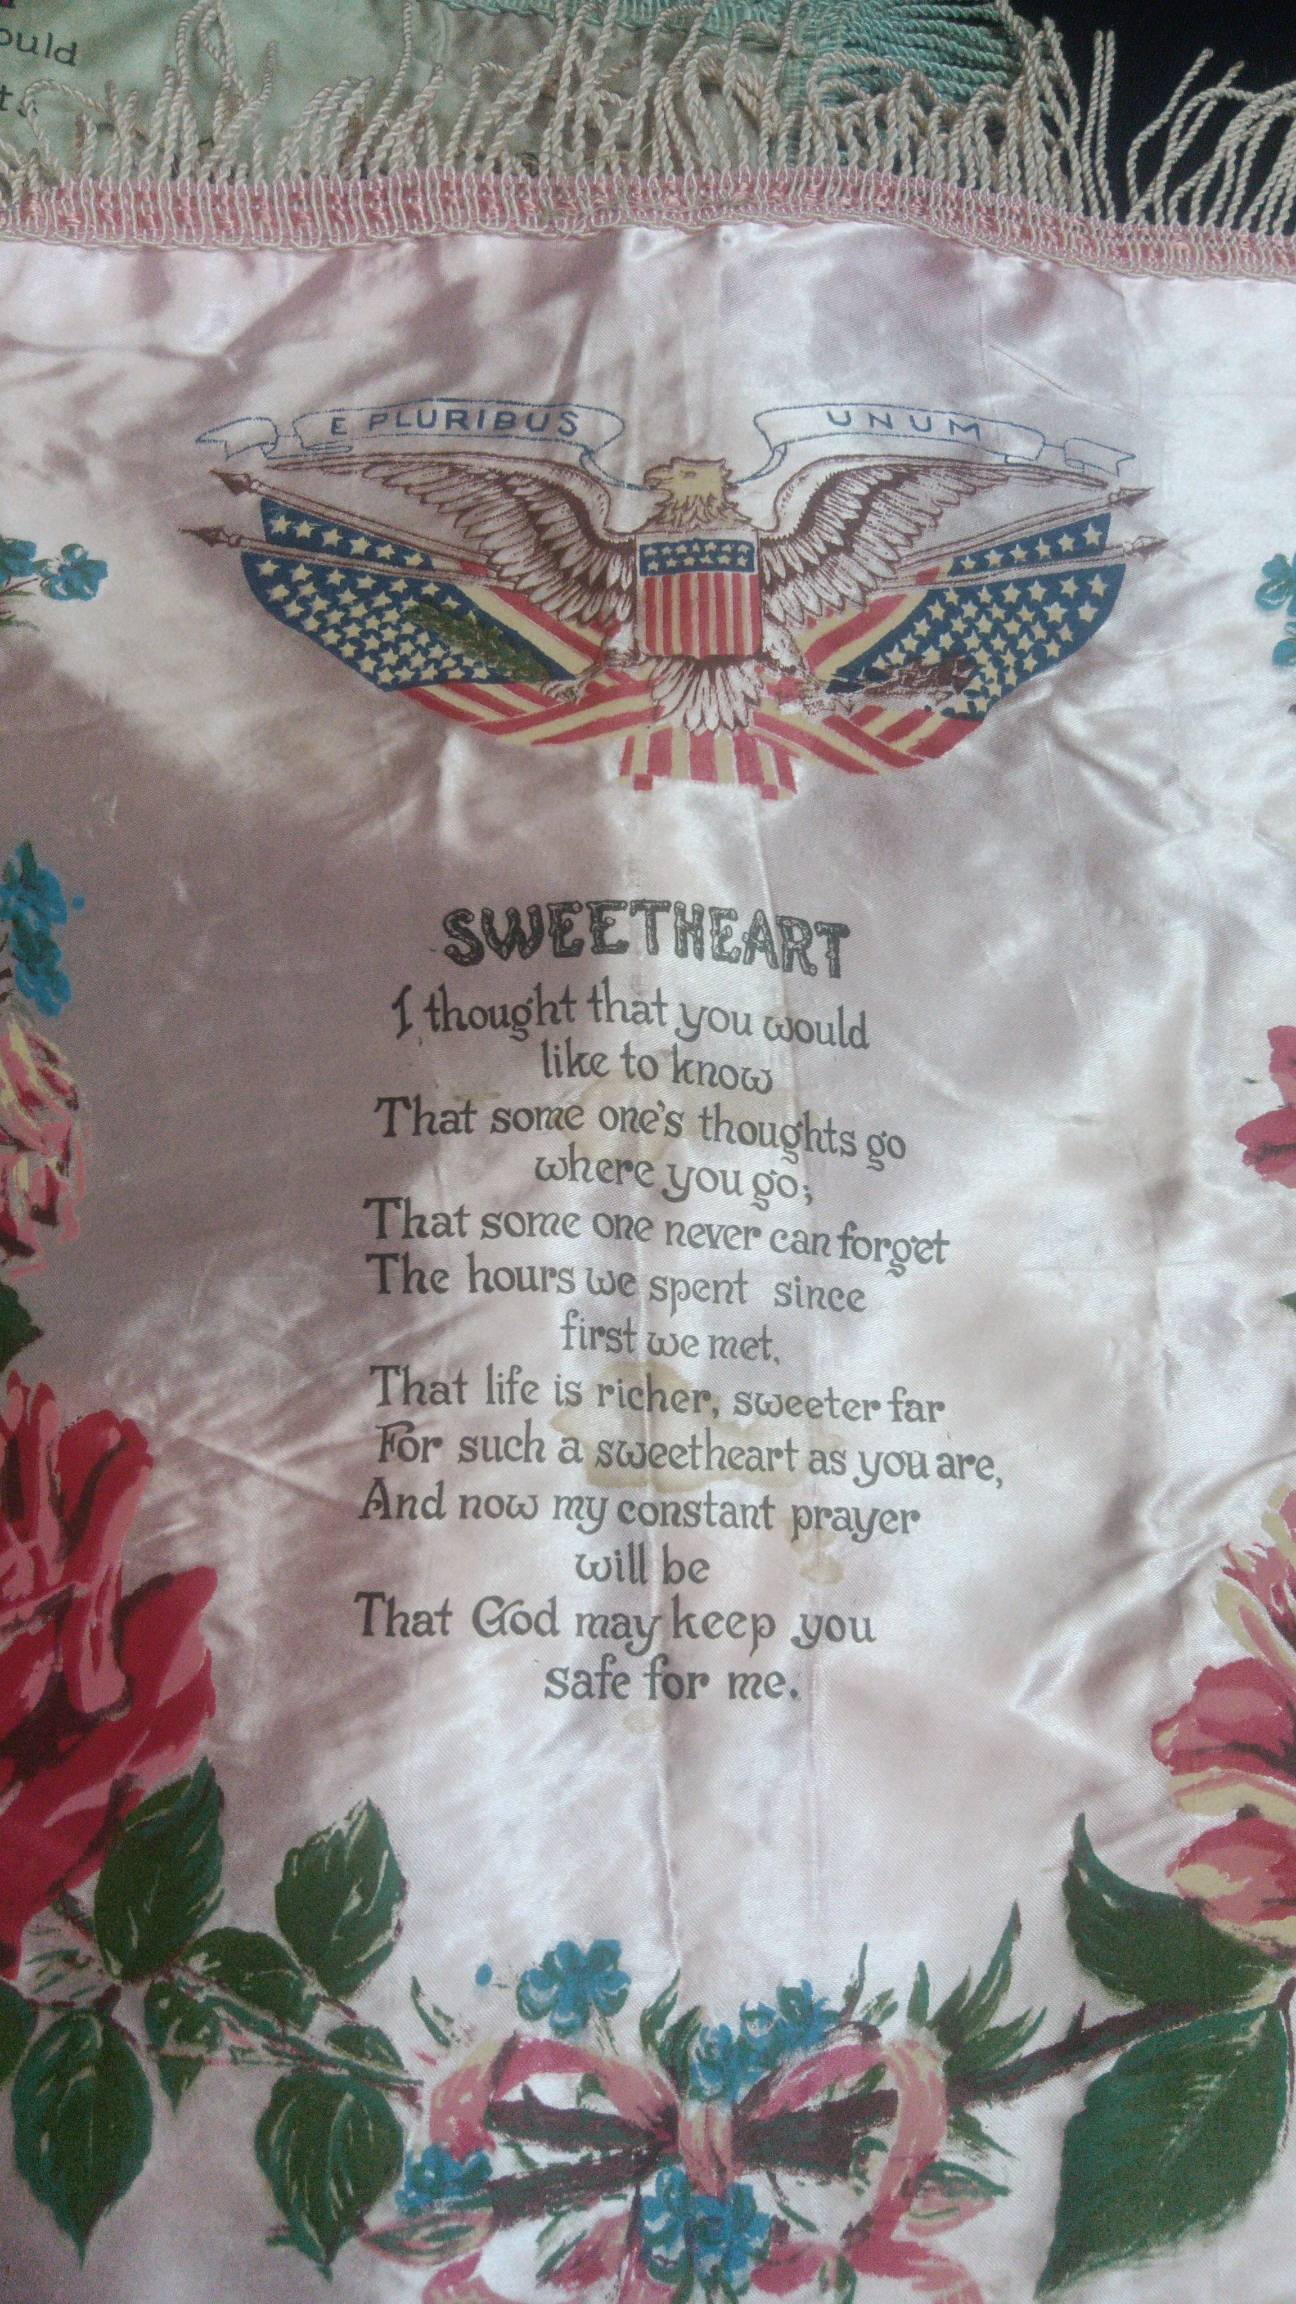 ould
ts
E PLURIBUS UNUM
SWEETHEART
I thought that you would
like to know
That some one's thoughts go
where you go;
That some one never can forget
The hours we spent since
first we met.
That life is richer, sweeter far
For such a sweetheart as you are,
And now my constant prayer
will be
That God may keep you
safe for me.